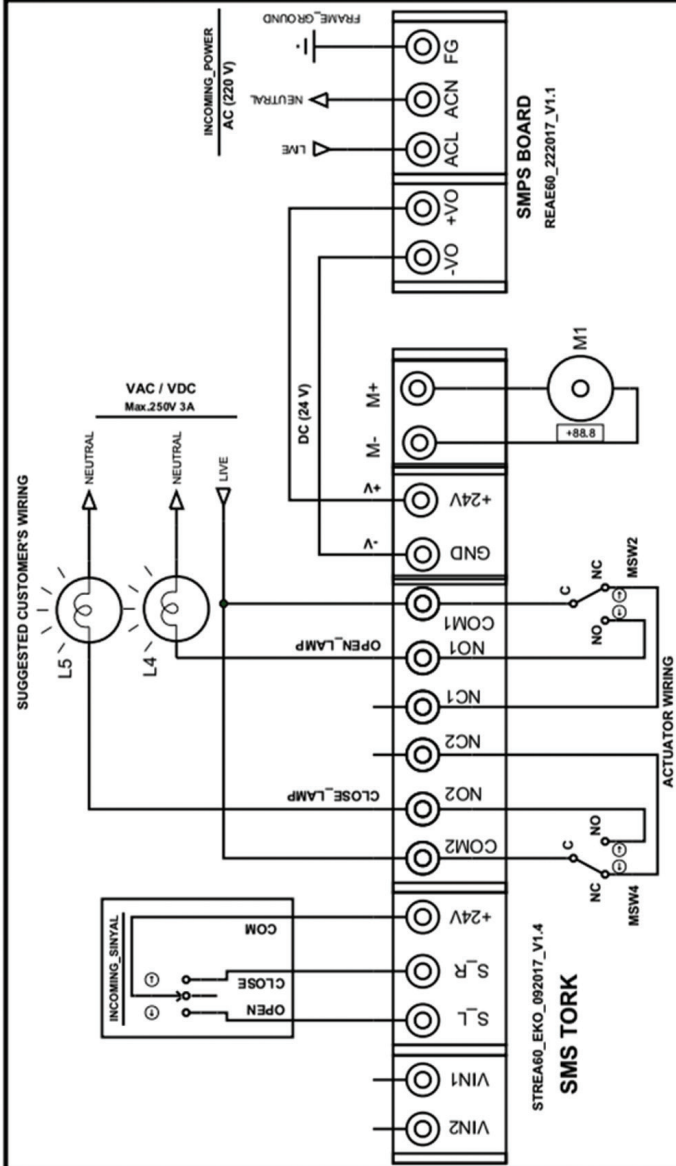 SUGGESTED CUSTOMER'S WIRING
INCOMING_POWER
AC (220 V)
FRAME_GROUND
NEUTRAL
LIVE
FG
ACN
ACL
+VO
-VO
SMPS BOARD
REAE60_222017_V1.1
VAC / VDC
Max.250V 3A
NEUTRAL
NEUTRAL
LIVE
L5
L4
DC (24 V)
+V
-V
M+
M-
+24V
GND
COM1
NO1
NC1
NC2
NO2
COM2
+24V
S_R
S_L
VIN1
VIN2
OPEN_LAMP
CLOSE_LAMP
M1
+88.8
C
NC
NO
MSW2
C
NO
NC
MSW4
ACTUATOR WIRING
INCOMING_SINYAL
COM
CLOSE
OPEN
STREA60_EKO_092017_V1.4
SMS TORK